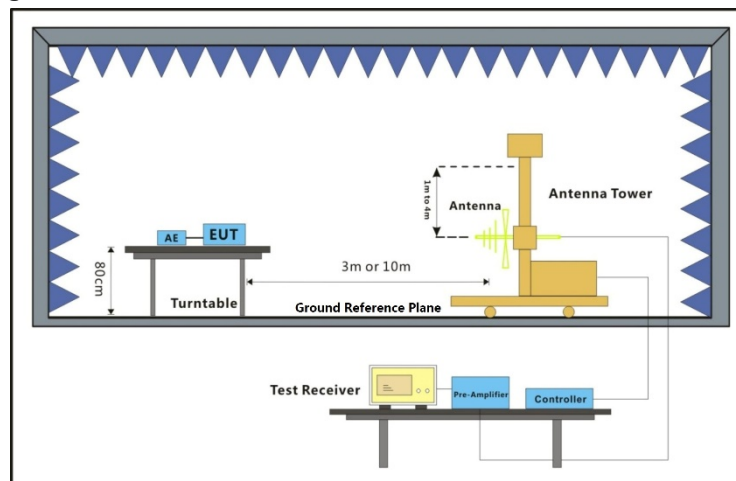 1m to 4m
Antenna
Antenna Tower
AE
EUT
80cm
3m or 10m
Turntable
Ground Reference Plane
Test Receiver
Pre-Amplifier
Controller